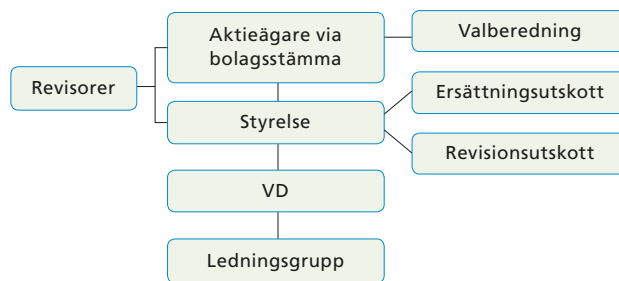 Aktieägare via
bolagsstämma
Valberedning
Revisorer
Ersättningsutskott
Styrelse
Revisionsutskott
VD
Ledningsgrupp